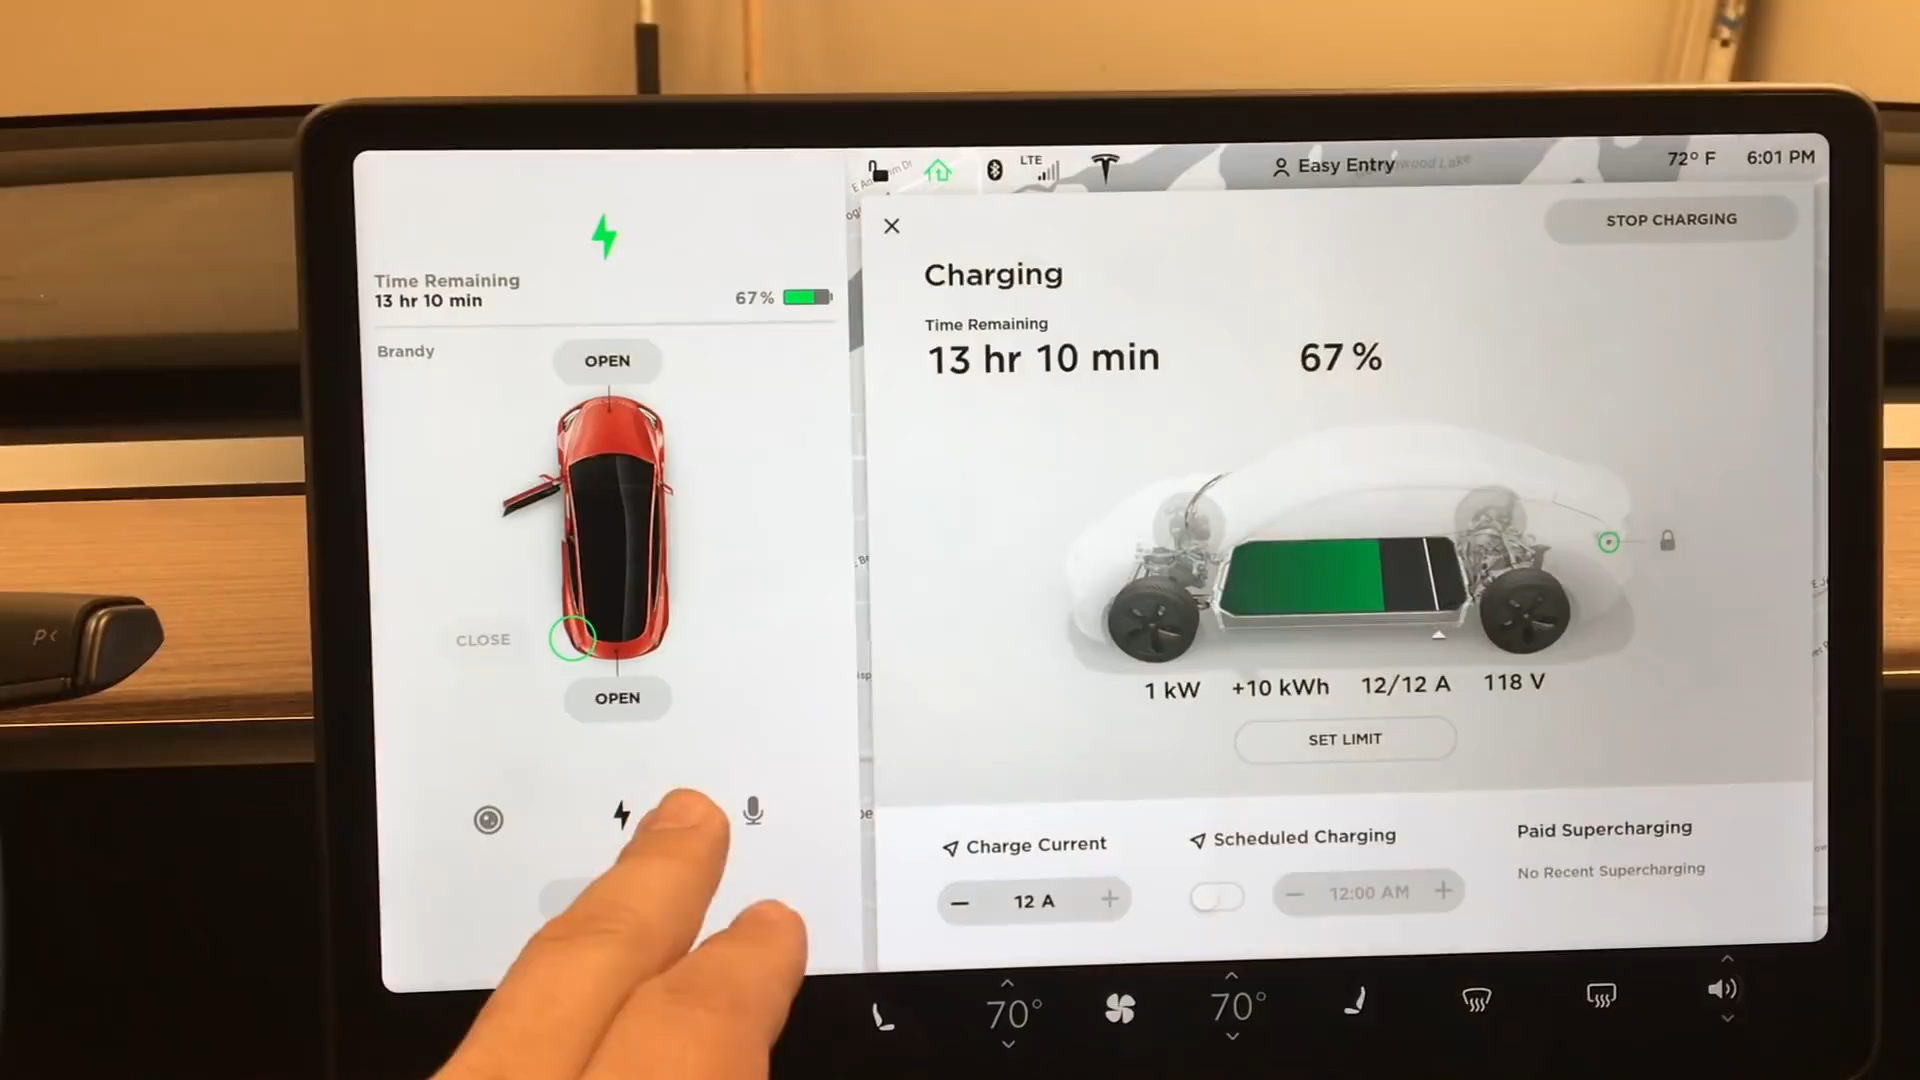 LTE
Easy Entry
wood Lake
72° F
6:01 PM
Time Remaining
13 hr 10 min
67%
Brandy
OPEN
CLOSE
OPEN
STOP CHARGING
Charging
Time Remaining
13 hr 10 min
67%
1 kW
+10 kWh
12/12 A
118 V
SET LIMIT
Charge Current
12 A
Scheduled Charging
12:00 AM
Paid Supercharging
No Recent Supercharging
70°
70°
P<